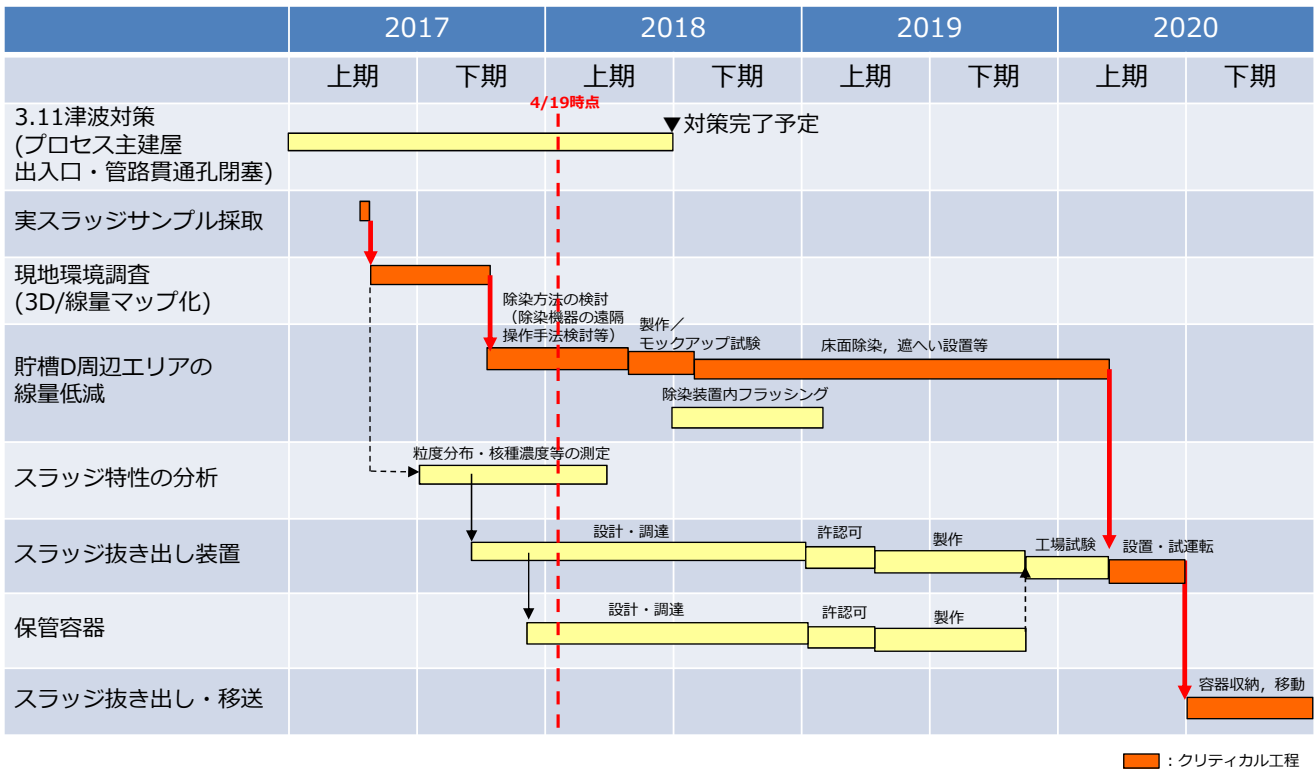 2017
2018
2019
2020
上期
下期
上期
下期
上期
下期
上期
下期
4/19時点
3.11津波対策
(プロセス主建屋
出入口・管路貫通孔閉塞)
▼対策完了予定
実スラッジサンプル採取
現地環境調査
(3D/線量マップ化)
除染方法の検討
（除染機器の遠隔
操作手法検討等）
製作／
モックアップ試験
床面除染，遮へい設置等
貯槽D周辺エリアの
線量低減
除染装置内フラッシング
粒度分布・核種濃度等の測定
スラッジ特性の分析
設計・調達
許認可
製作
工場試験
設置・試運転
スラッジ抜き出し装置
設計・調達
許認可
製作
保管容器
容器収納，移動
スラッジ抜き出し・移送
：クリティカル工程